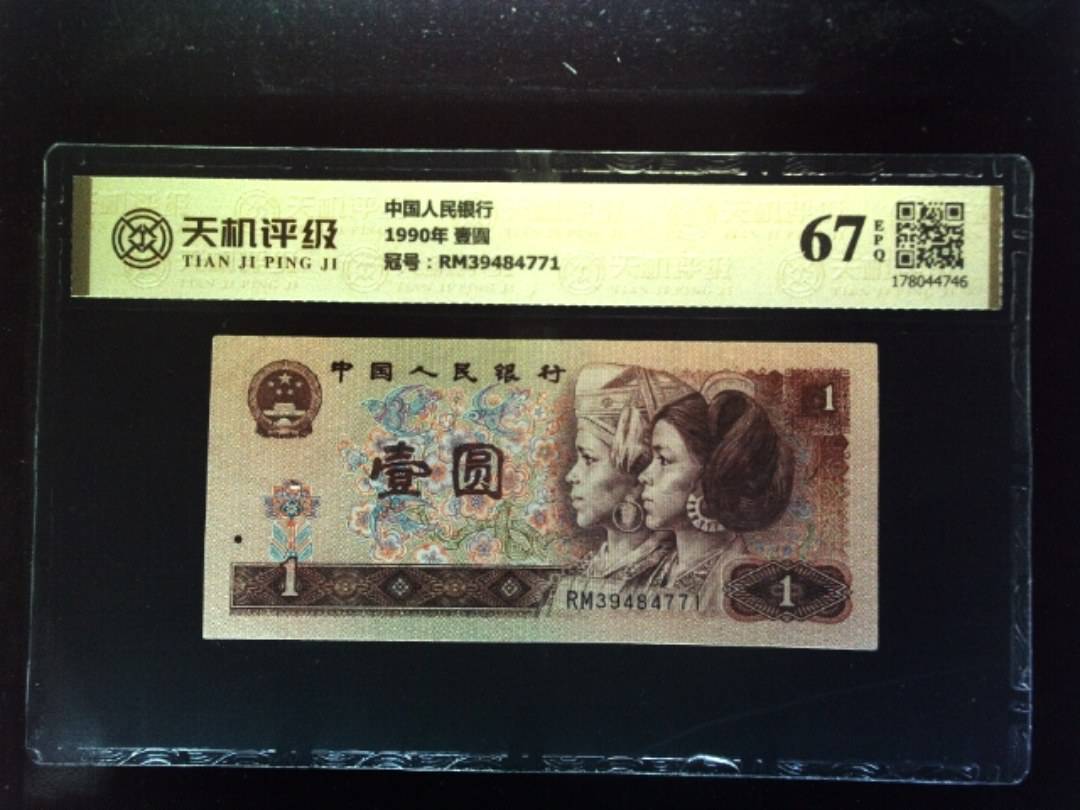 天机评级
TIAN JI PING JI
中国人民银行
1990年 壹圆
冠号：RM39484771
67
EPQ
178044746
中国人民银行
1
壹圆
1
RM39484771
1